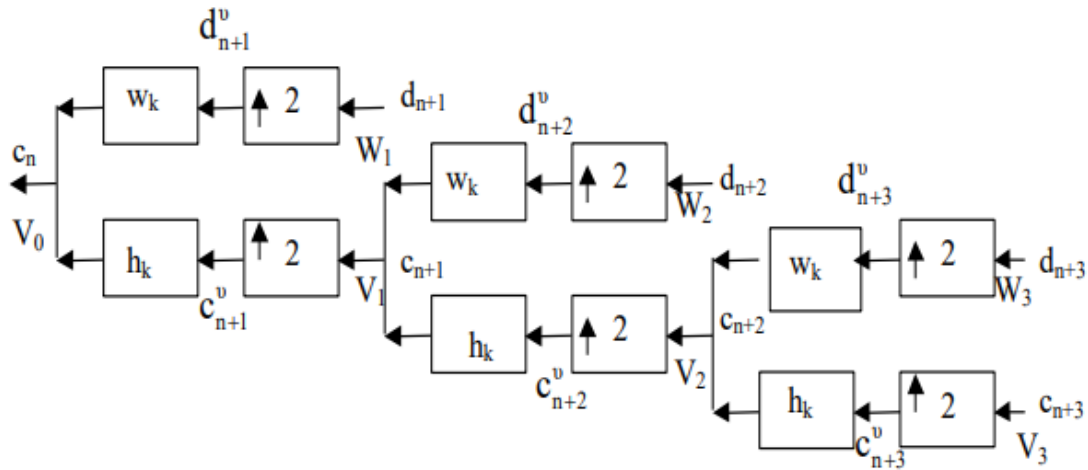 d^υ_{n+1}
w_k 2 d_{n+1}
d^υ_{n+2}
c_n W_1 w_k 2 d_{n+2} d^υ_{n+3}
V_0 W_2
h_k 2 V_1 c_{n+1} w_k 2 d_{n+3}
c^υ_{n+1} W_3
h_k 2 V_2 c_{n+2}
c^υ_{n+2}
h_k 2 c_{n+3}
c^υ_{n+3} V_3